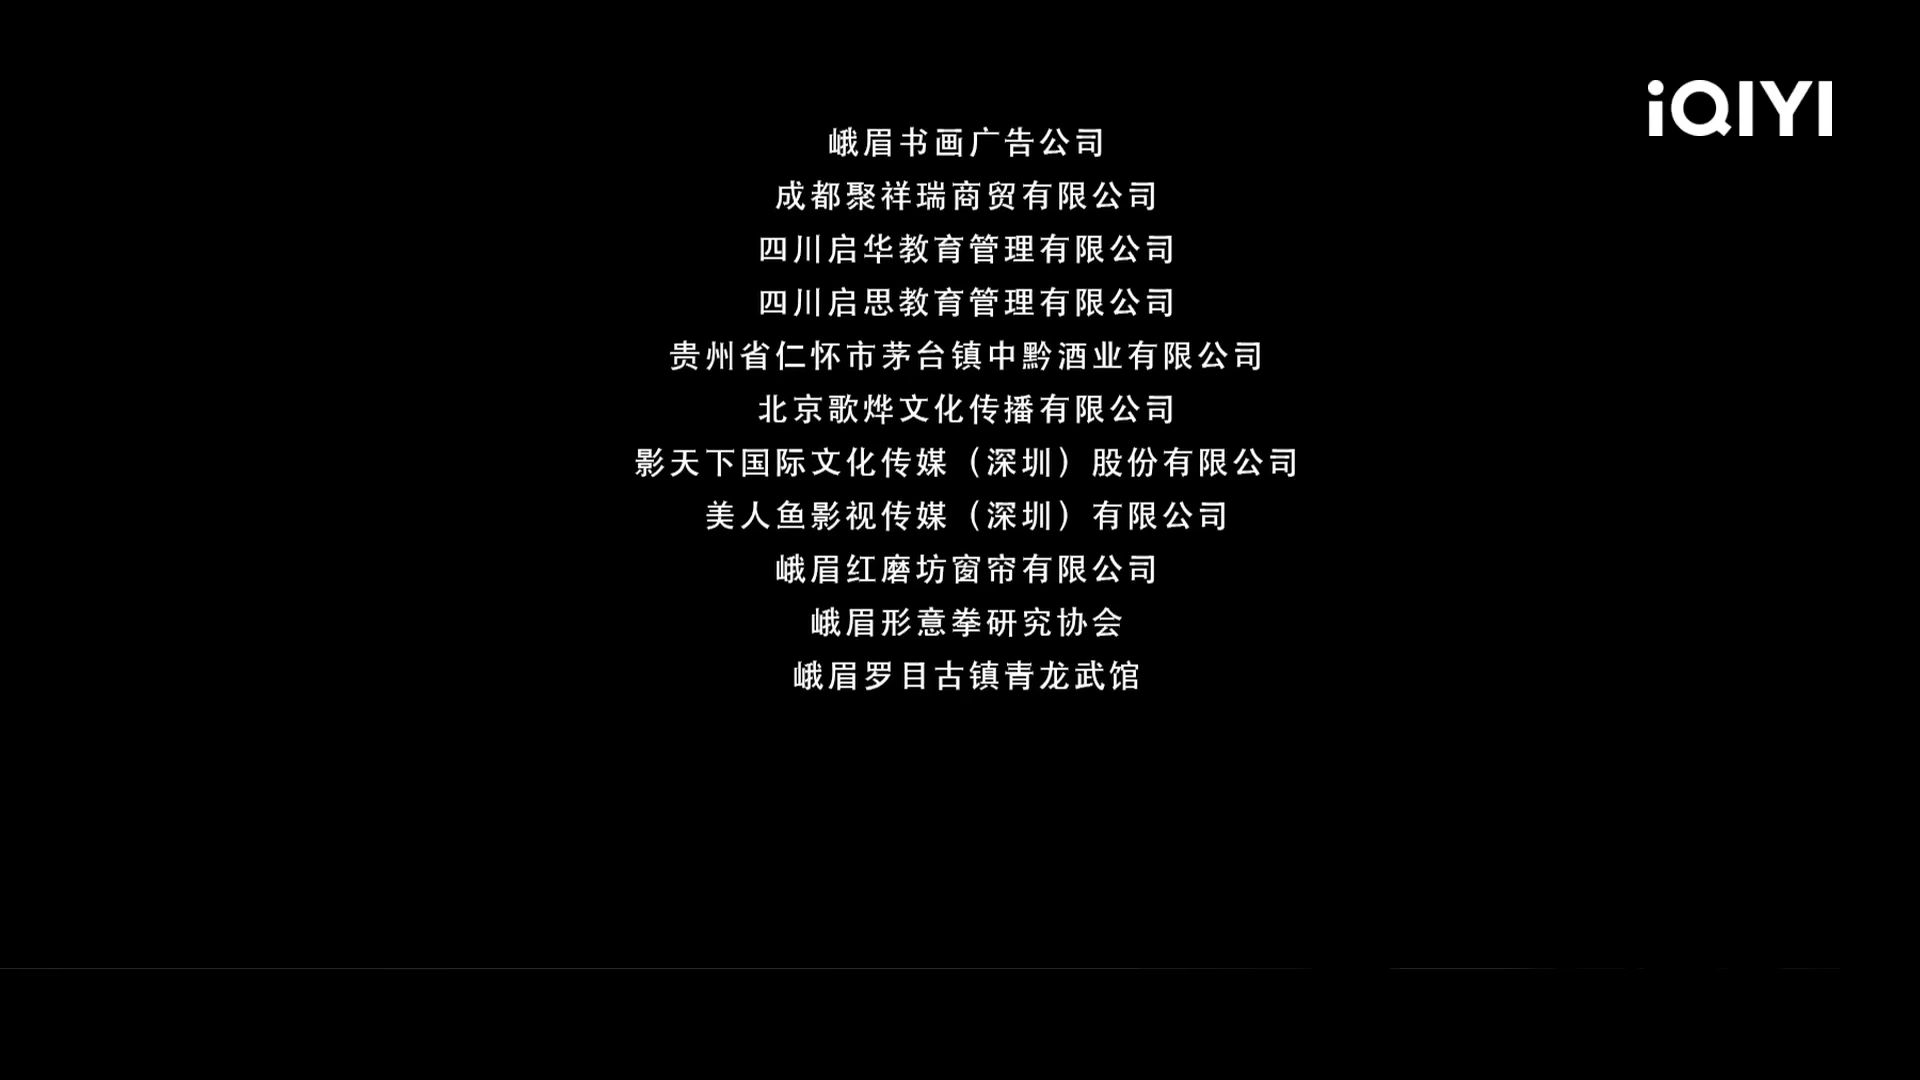 iQIYI
峨眉书画广告公司
成都聚祥瑞商贸有限公司
四川启华教育管理有限公司
四川启思教育管理有限公司
贵州省仁怀市茅台镇中黔酒业有限公司
北京歌烨文化传播有限公司
影天下国际文化传媒（深圳）股份有限公司
美人鱼影视传媒（深圳）有限公司
峨眉红磨坊窗帘有限公司
峨眉形意拳研究协会
峨眉罗目古镇青龙武馆